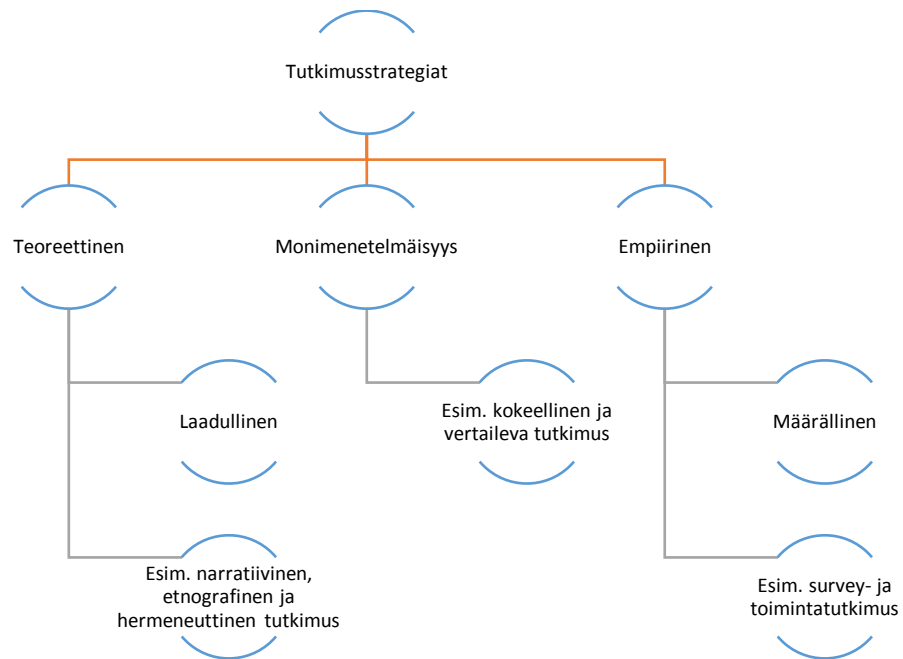 Tutkimusstrategiat
Teoreettinen
Monimenetelmäisyys
Empiirinen
Laadullinen
Esim. kokeellinen ja
vertaileva tutkimus
Määrällinen
Esim. narratiivinen,
etnografinen ja
hermeneuttinen tutkimus
Esim. survey- ja
toimintatutkimus